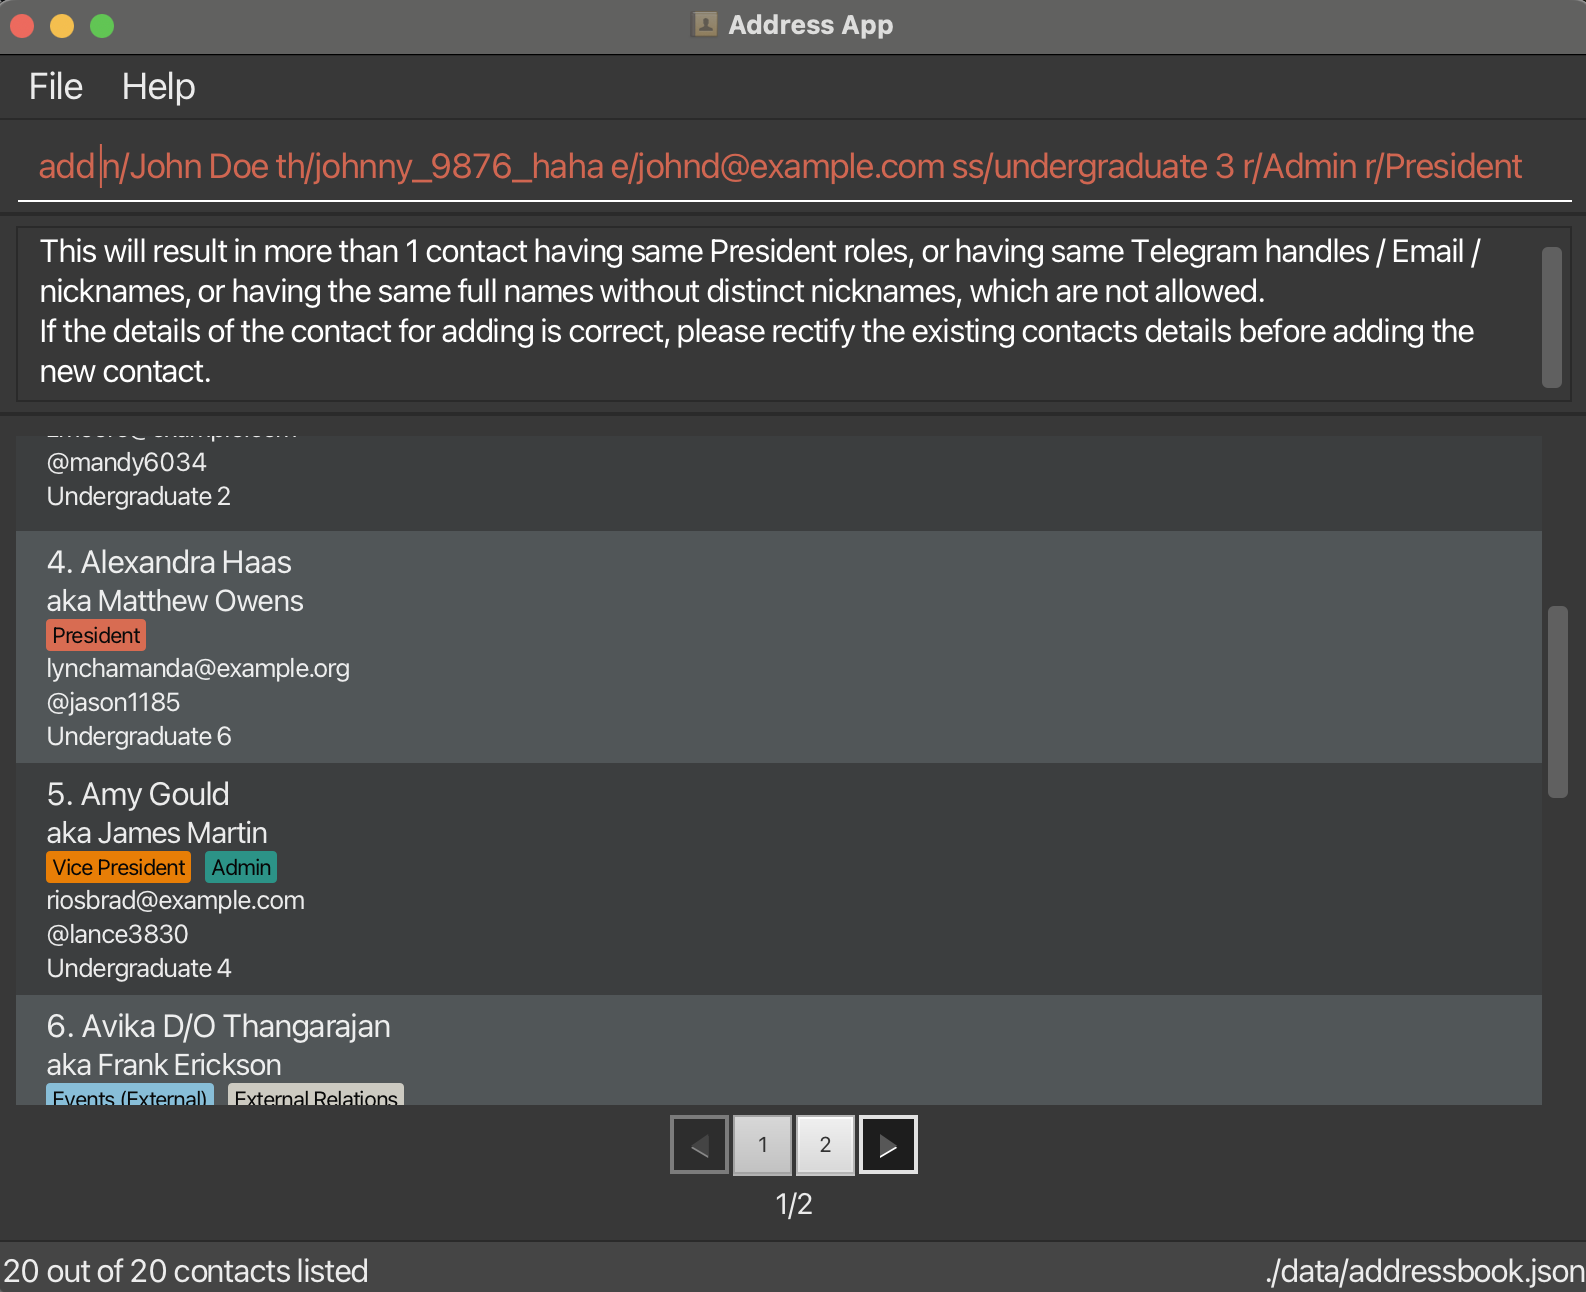 Address App
File Help
add n/John Doe th/johnny_9876_haha e/johnd@example.com ss/undergraduate 3 r/Admin r/President
This will result in more than 1 contact having same President roles, or having same Telegram handles / Email /
nicknames, or having the same full names without distinct nicknames, which are not allowed.
If the details of the contact for adding is correct, please rectify the existing contacts details before adding the
new contact.
@mandy6034
Undergraduate 2
4. Alexandra Haas
aka Matthew Owens
President
lynchamanda@example.org
@jason1185
Undergraduate 6
5. Amy Gould
aka James Martin
Vice President Admin
riosbrad@example.com
@lance3830
Undergraduate 4
6. Avika D/O Thangarajan
aka Frank Erickson
Events (External) External Relations
1 2
1/2
20 out of 20 contacts listed
./data/addressbook.json